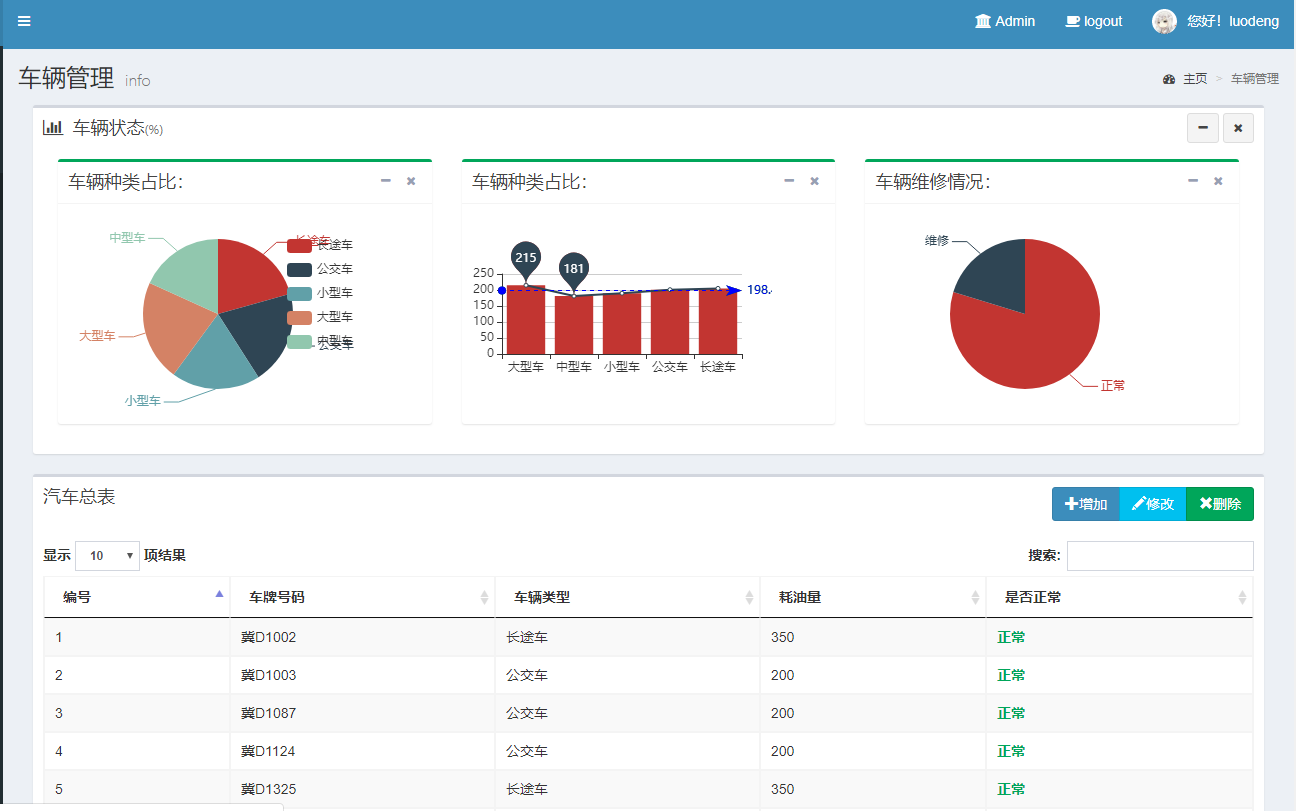 Admin logout 您好！luodeng
车辆管理 info
主页 > 车辆管理
车辆状态(%)
车辆种类占比：
中型车
长途车
大型车
小型车
公交车
长途车
公交车
小型车
大型车
中型车
车辆种类占比：
215
181
250
200
150
100
50
0
198.
大型车 中型车 小型车 公交车 长途车
车辆维修情况：
维修
正常
汽车总表
增加 修改 删除
显示 10 项结果
搜索:
编号 车牌号码 车辆类型 耗油量 是否正常
1 冀D1002 长途车 350 正常
2 冀D1003 公交车 200 正常
3 冀D1087 公交车 200 正常
4 冀D1124 公交车 200 正常
5 冀D1325 长途车 350 正常